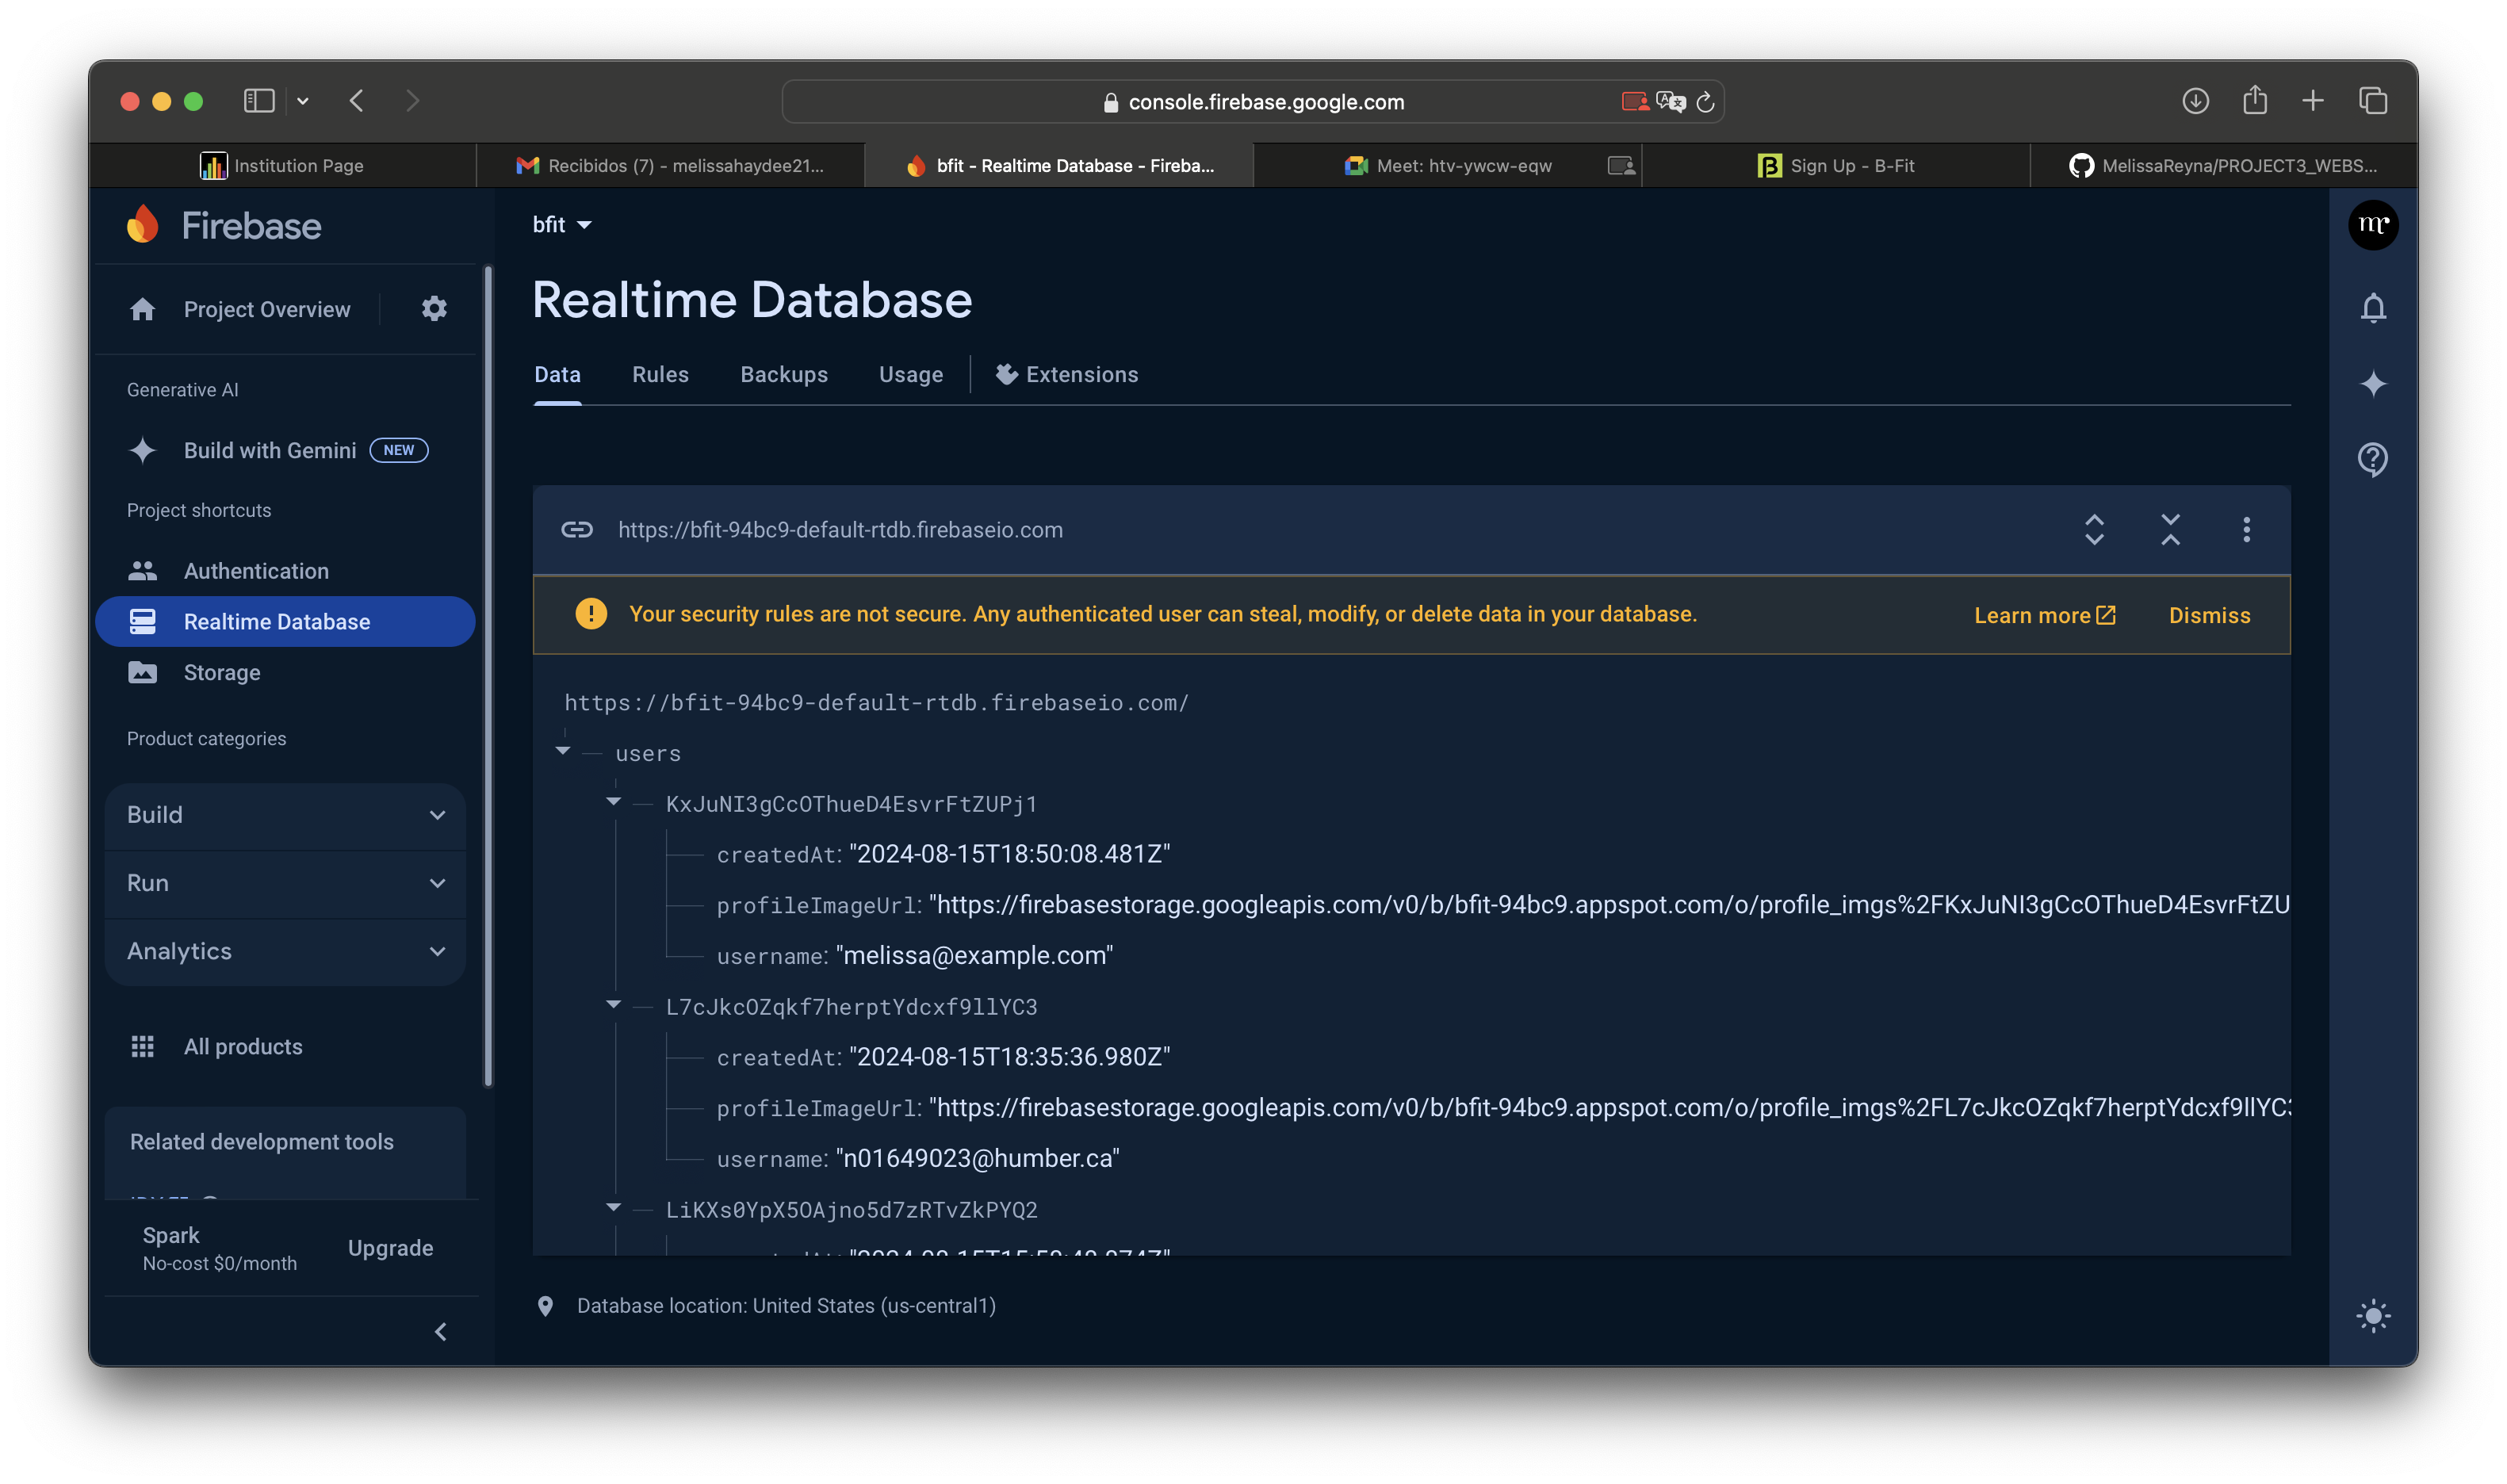 console.firebase.google.com
Institution Page
Recibidos (7) - melissahaydee21...
bfit - Realtime Database - Fireba...
Meet: htv-ywcw-eqw
Sign Up - B-Fit
MelissaReyna/PROJECT3_WEBS...
Firebase
bfit
mr
Project Overview
Realtime Database
Data
Rules
Backups
Usage
Extensions
Generative AI
Build with Gemini
NEW
Project shortcuts
Authentication
Realtime Database
Storage
Product categories
Build
Run
Analytics
All products
Related development tools
Spark
No-cost $0/month
Upgrade
https://bfit-94bc9-default-rtdb.firebaseio.com
Your security rules are not secure. Any authenticated user can steal, modify, or delete data in your database.
Learn more
Dismiss
https://bfit-94bc9-default-rtdb.firebaseio.com/
users
KxJuNI3gCcOThueD4EsvrFtZUPj1
createdAt: "2024-08-15T18:50:08.481Z"
profileImageUrl: "https://firebasestorage.googleapis.com/v0/b/bfit-94bc9.appspot.com/o/profile_imgs%2FKxJuNI3gCcOThueD4EsvrFtZU
username: "melissa@example.com"
L7cJkcOZqkf7herptYdcxf9llYC3
createdAt: "2024-08-15T18:35:36.980Z"
profileImageUrl: "https://firebasestorage.googleapis.com/v0/b/bfit-94bc9.appspot.com/o/profile_imgs%2FL7cJkcOZqkf7herptYdcxf9llYC3
username: "n01649023@humber.ca"
LiKXs0YpX5OAjno5d7zRTvZkPYQ2
Database location: United States (us-central1)